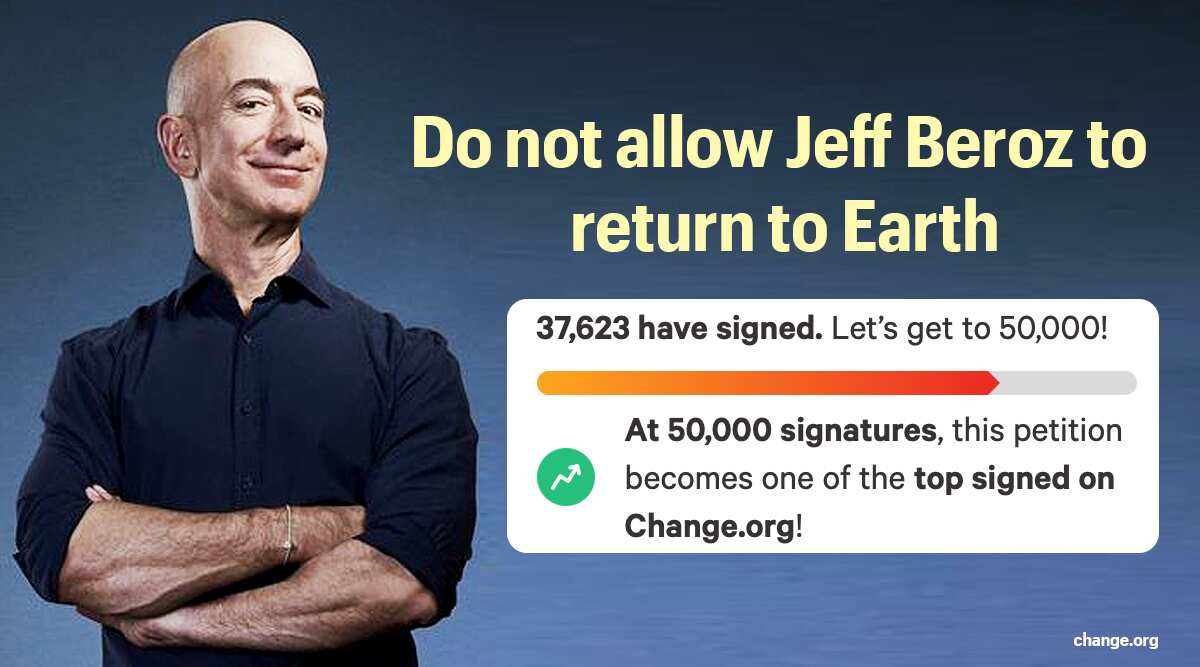 Do not allow Jeff Beroz to
return to Earth
37,623 have signed. Let's get to 50,000!
At 50,000 signatures, this petition
becomes one of the top signed on
Change.org!
change.org